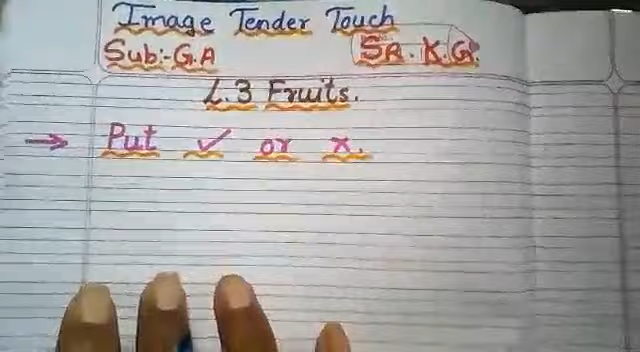 Image Tender Touch
Sub:-G.A SR.K.G.
L.3 Fruits.
→ Put ✓ or ×.